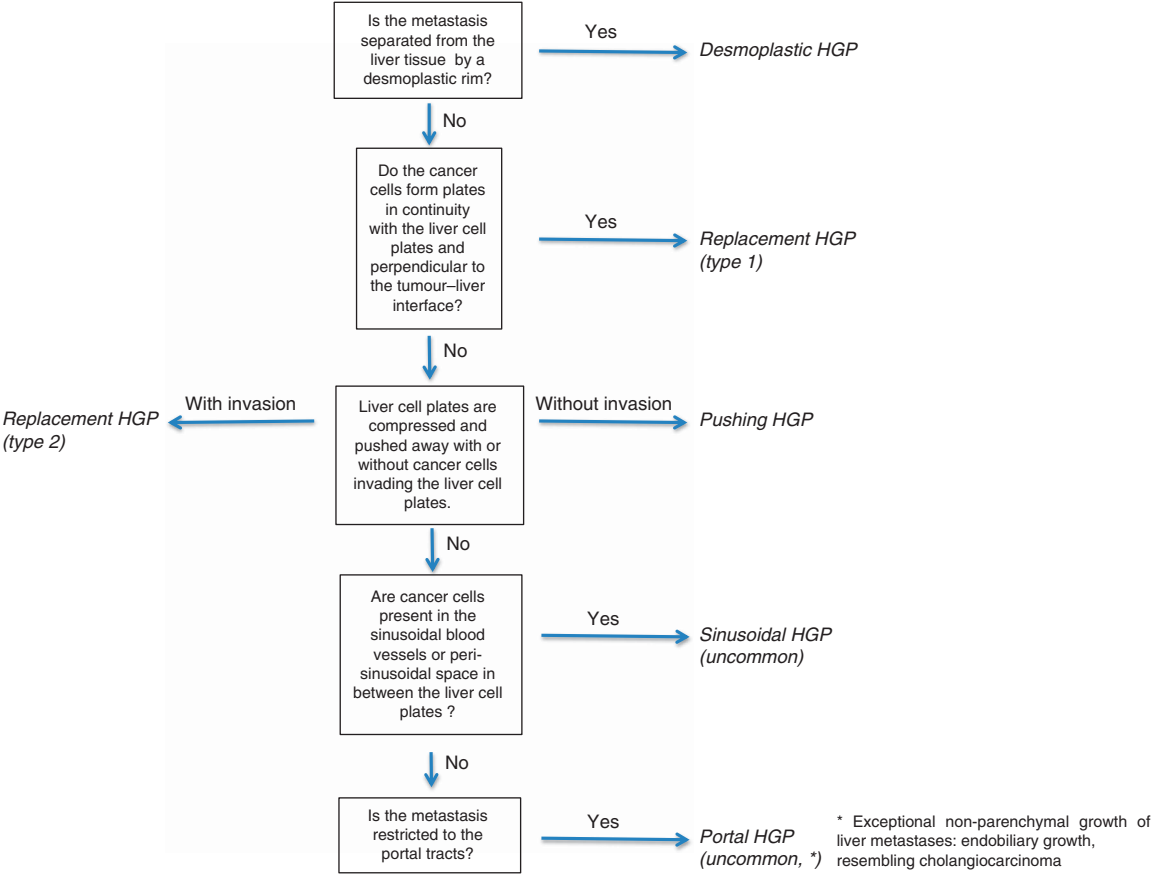 Is the metastasis
separated from the
liver tissue by a
desmoplastic rim?
Yes
Desmoplastic HGP
No
Do the cancer
cells form plates
in continuity
with the liver cell
plates and
perpendicular to
the tumour–liver
interface?
Yes
Replacement HGP
(type 1)
No
Replacement HGP
(type 2)
With invasion
Liver cell plates are
compressed and
pushed away with or
without cancer cells
invading the liver cell
plates.
Without invasion
Pushing HGP
No
Are cancer cells
present in the
sinusoidal blood
vessels or peri-
sinusoidal space in
between the liver cell
plates ?
Yes
Sinusoidal HGP
(uncommon)
No
Is the metastasis
restricted to the
portal tracts?
Yes
Portal HGP
(uncommon, *)
* Exceptional non-parenchymal growth of
liver metastases: endobiliary growth,
resembling cholangiocarcinoma